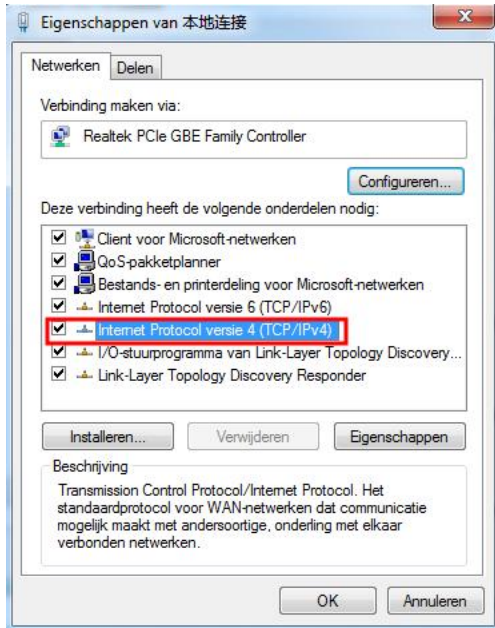 Eigenschappen van 本地连接
Netwerken
Delen
Verbinding maken via:
Realtek PCIe GBE Family Controller
Configureren...
Deze verbinding heeft de volgende onderdelen nodig:
Client voor Microsoft-netwerken
QoS-pakketplanner
Bestands- en printerdeling voor Microsoft-netwerken
Internet Protocol versie 6 (TCP/IPv6)
Internet Protocol versie 4 (TCP/IPv4)
I/O-stuurprogramma van Link-Layer Topology Discovery...
Link-Layer Topology Discovery Responder
Installeren...
Verwijderen
Eigenschappen
Beschrijving
Transmission Control Protocol/Internet Protocol. Het
standaardprotocol voor WAN-netwerken dat communicatie
mogelijk maakt met andersoortige, onderling met elkaar
verbonden netwerken.
OK
Annuleren